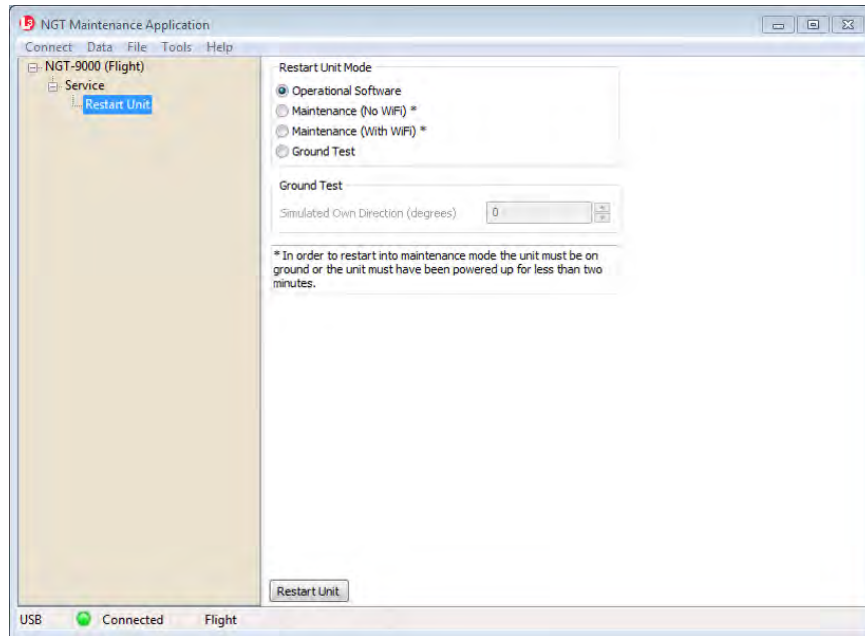 NGT Maintenance Application
Connect Data File Tools Help
NGT-9000 (Flight)
Service
Restart Unit
Restart Unit Mode
Operational Software
Maintenance (No WiFi) *
Maintenance (With WiFi) *
Ground Test
Ground Test
Simulated Own Direction (degrees) 0
* In order to restart into maintenance mode the unit must be on
ground or the unit must have been powered up for less than two
minutes.
Restart Unit
USB Connected Flight